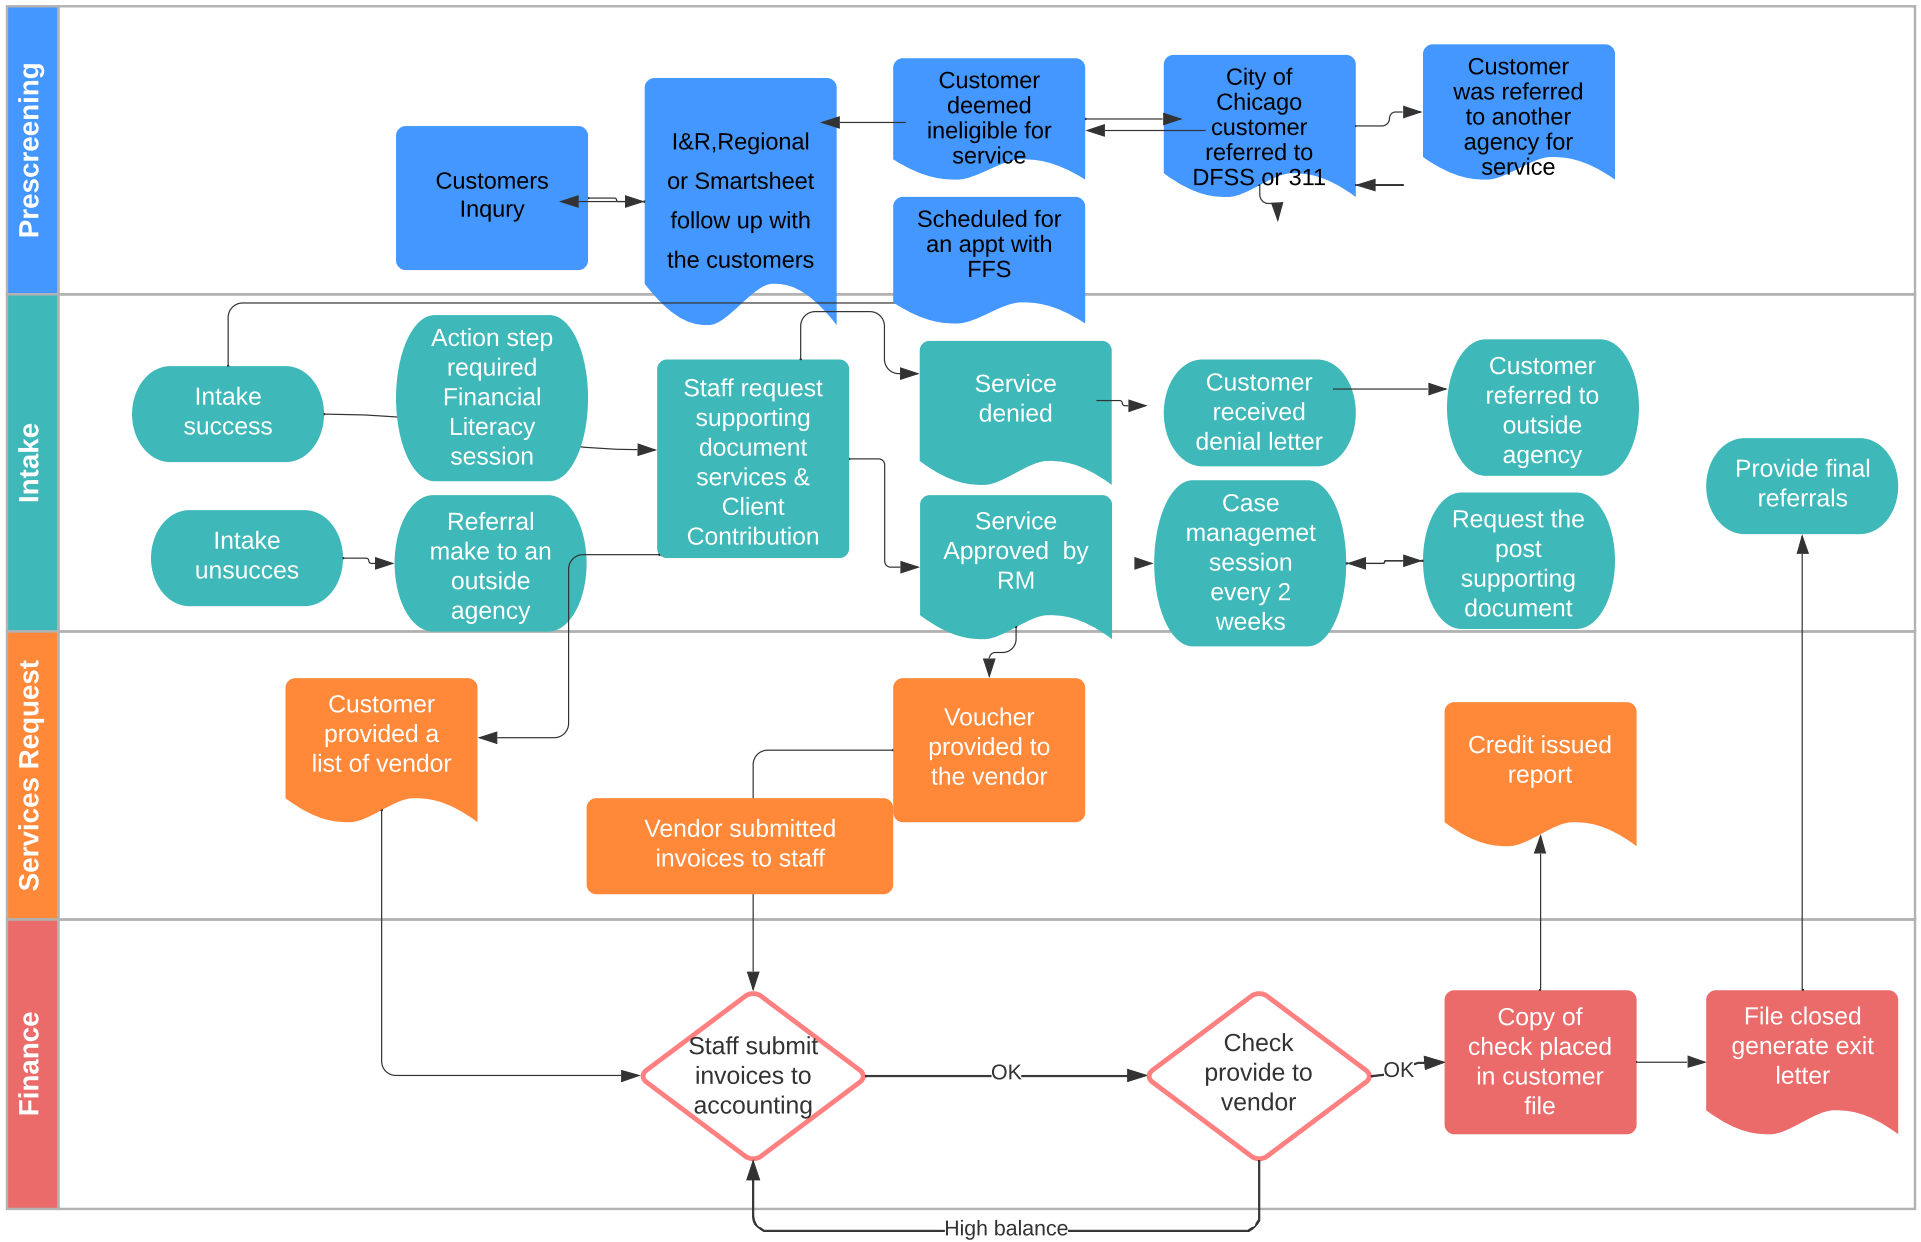 Prescreening
Customers
Inqury
I&R,Regional
or Smartsheet
follow up with
the customers
Customer
deemed
ineligible for
service
City of
Chicago
customer
referred to
DFSS or 311
Customer
was referred
to another
agency for
service
Scheduled for
an appt with
FFS
Intake
Intake
success
Action step
required
Financial
Literacy
session
Staff request
supporting
document
services &
Client
Contribution
Service
denied
Customer
received
denial letter
Customer
referred to
outside
agency
Provide final
referrals
Intake
unsucces
Referral
make to an
outside
agency
Service
Approved  by
RM
Case
managemet
session
every 2
weeks
Request the
post
supporting
document
Services Request
Customer
provided a
list of vendor
Voucher
provided to
the vendor
Vendor submitted
invoices to staff
Credit issued
report
Finance
Staff submit
invoices to
accounting
OK
Check
provide to
vendor
OK
Copy of
check placed
in customer
file
File closed
generate exit
letter
High balance